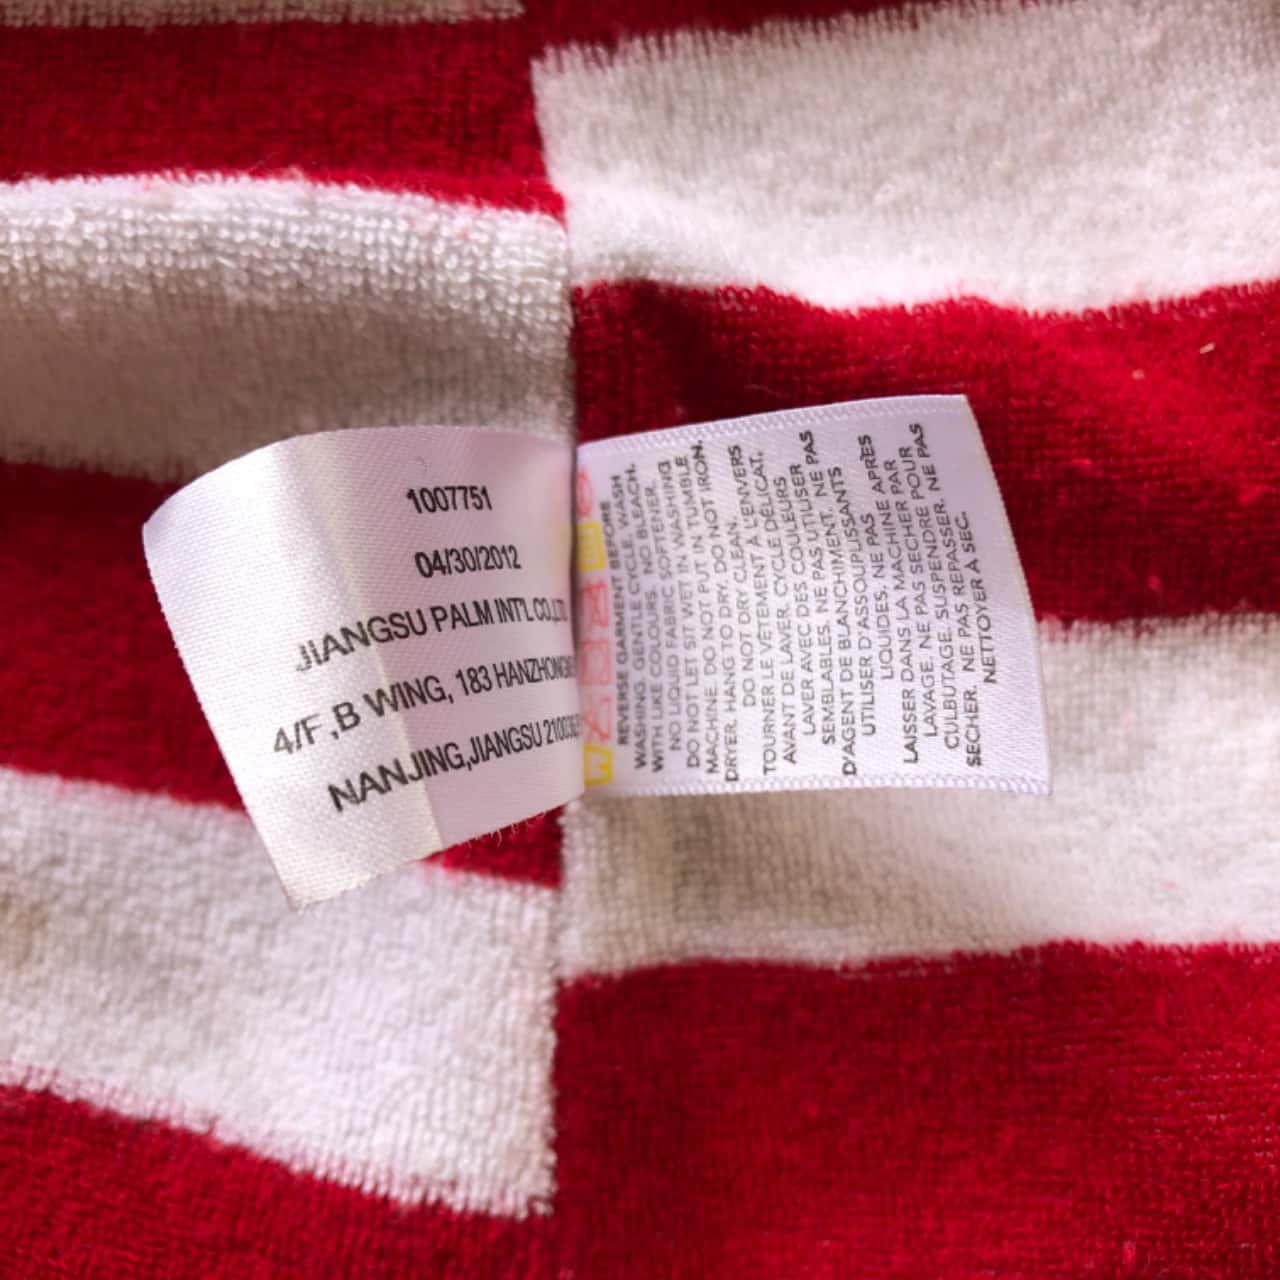 1007751
04/30/2012
JIANGSU PALM INT'L CO.,LTD
4/F,B WING, 183
NANJING,JIANGSU
REVERSE GARMENT BEFORE
WASHING. GENTLE CYCLE. WASH
WITH LIKE COLOURS. NO BLEACH.
NO LIQUID FABRIC SOFTENER.
DO NOT LET SIT WET IN WASHING
MACHINE. DO NOT PUT IN TUMBLE
DRYER. HANG TO DRY. DO NOT IRON.
DO NOT DRY CLEAN.
TOURNER LE VÊTEMENT À L'ENVERS
AVANT DE LAVER. CYCLE DÉLICAT.
LAVER AVEC DES COULEURS
SEMBLABLES. NE PAS UTILISER
D'AGENT DE BLANCHIMENT. NE PAS
UTILISER D'ASSOUPLISSANTS
LIQUIDES. NE PAS
LAISSER DANS LA MACHINE APRÈS
LAVAGE. NE PAS SECHER PAR
CULBUTAGE. SUSPENDRE POUR
SECHER. NE PAS REPASSER. NE PAS
NETTOYER À SEC.